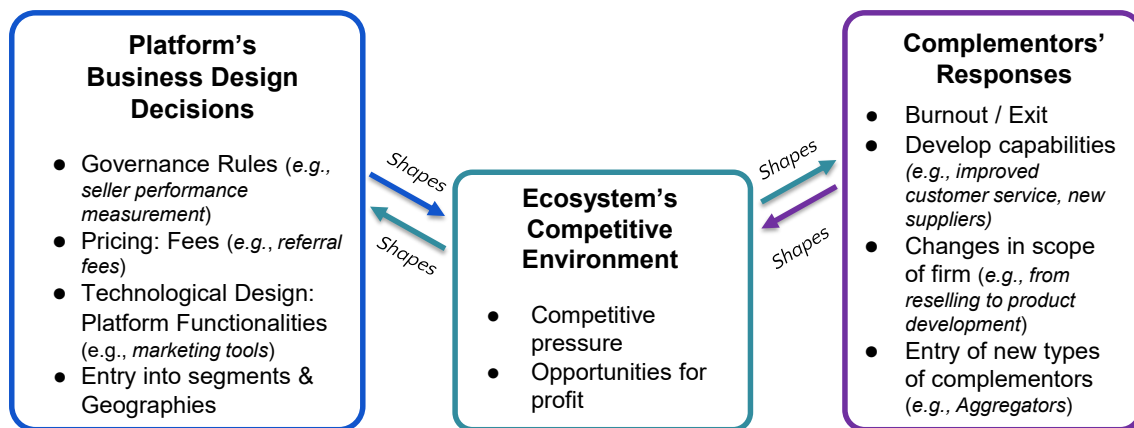 Platform's
Business Design
Decisions
● Governance Rules (e.g.,
seller performance
measurement)
● Pricing: Fees (e.g., referral
fees)
● Technological Design:
Platform Functionalities
(e.g., marketing tools)
● Entry into segments &
Geographies
Shapes
Shapes
Ecosystem's
Competitive
Environment
● Competitive
pressure
● Opportunities for
profit
Shapes
Shapes
Complementors'
Responses
● Burnout / Exit
● Develop capabilities
(e.g., improved
customer service, new
suppliers)
● Changes in scope
of firm (e.g., from
reselling to product
development)
● Entry of new types
of complementors
(e.g., Aggregators)